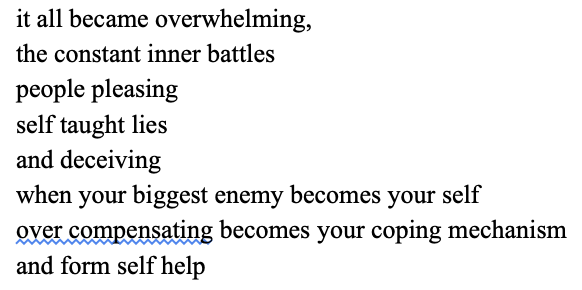 it all became overwhelming,
the constant inner battles
people pleasing
self taught lies
and deceiving
when your biggest enemy becomes your self
over compensating becomes your coping mechanism
and form self help